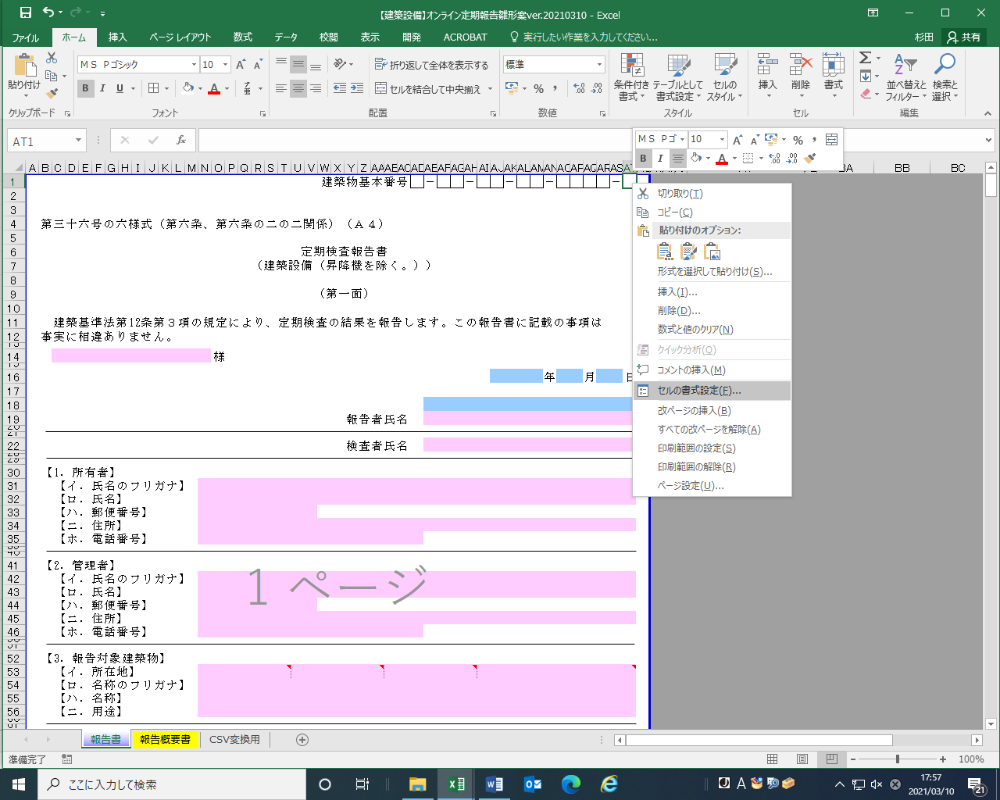 【建築設備】オンライン定期報告雛形案ver.20210310 - Excel
ファイル ホーム 挿入 ページ レイアウト 数式 データ 校閲 表示 開発 ACROBAT 実行したい作業を入力してください... 杉田 共有
貼り付け
クリップボード
ＭＳ Ｐゴシック 10
B I U
フォント
折り返して全体を表示する
セルを結合して中央揃え
配置
標準
%
数値
条件付き書式
テーブルとして書式設定
セルのスタイル
スタイル
挿入 削除 書式
セル
並べ替えとフィルター
検索と選択
編集
AT1
fx
ＭＳ Ｐゴ 10
B I A
切り取り(T)
コピー(C)
貼り付けのオプション:
形式を選択して貼り付け(S)...
挿入(I)...
削除(D)...
数式と値のクリア(N)
クイック分析(Q)
コメントの挿入(M)
セルの書式設定(F)...
改ページの挿入(B)
すべての改ページを解除(A)
印刷範囲の設定(S)
印刷範囲の解除(R)
ページ設定(U)...
建築物基本番号
第三十六号の六様式（第六条、第六条の二の二関係）（Ａ４）
定期検査報告書
（建築設備（昇降機を除く。））
（第一面）
建築基準法第12条第３項の規定により、定期検査の結果を報告します。この報告書に記載の事項は
事実に相違ありません。
様
年 月
報告者氏名
検査者氏名
【1．所有者】
【イ．氏名のフリガナ】
【ロ．氏名】
【ハ．郵便番号】
【ニ．住所】
【ホ．電話番号】
【2．管理者】
【イ．氏名のフリガナ】
【ロ．氏名】
【ハ．郵便番号】
【ニ．住所】
【ホ．電話番号】
1 ページ
【3．報告対象建築物】
【イ．所在地】
【ロ．名称のフリガナ】
【ハ．名称】
【ニ．用途】
報告書 報告概要書 CSV変換用
準備完了
100%
ここに入力して検索
17:57
2021/03/10
21